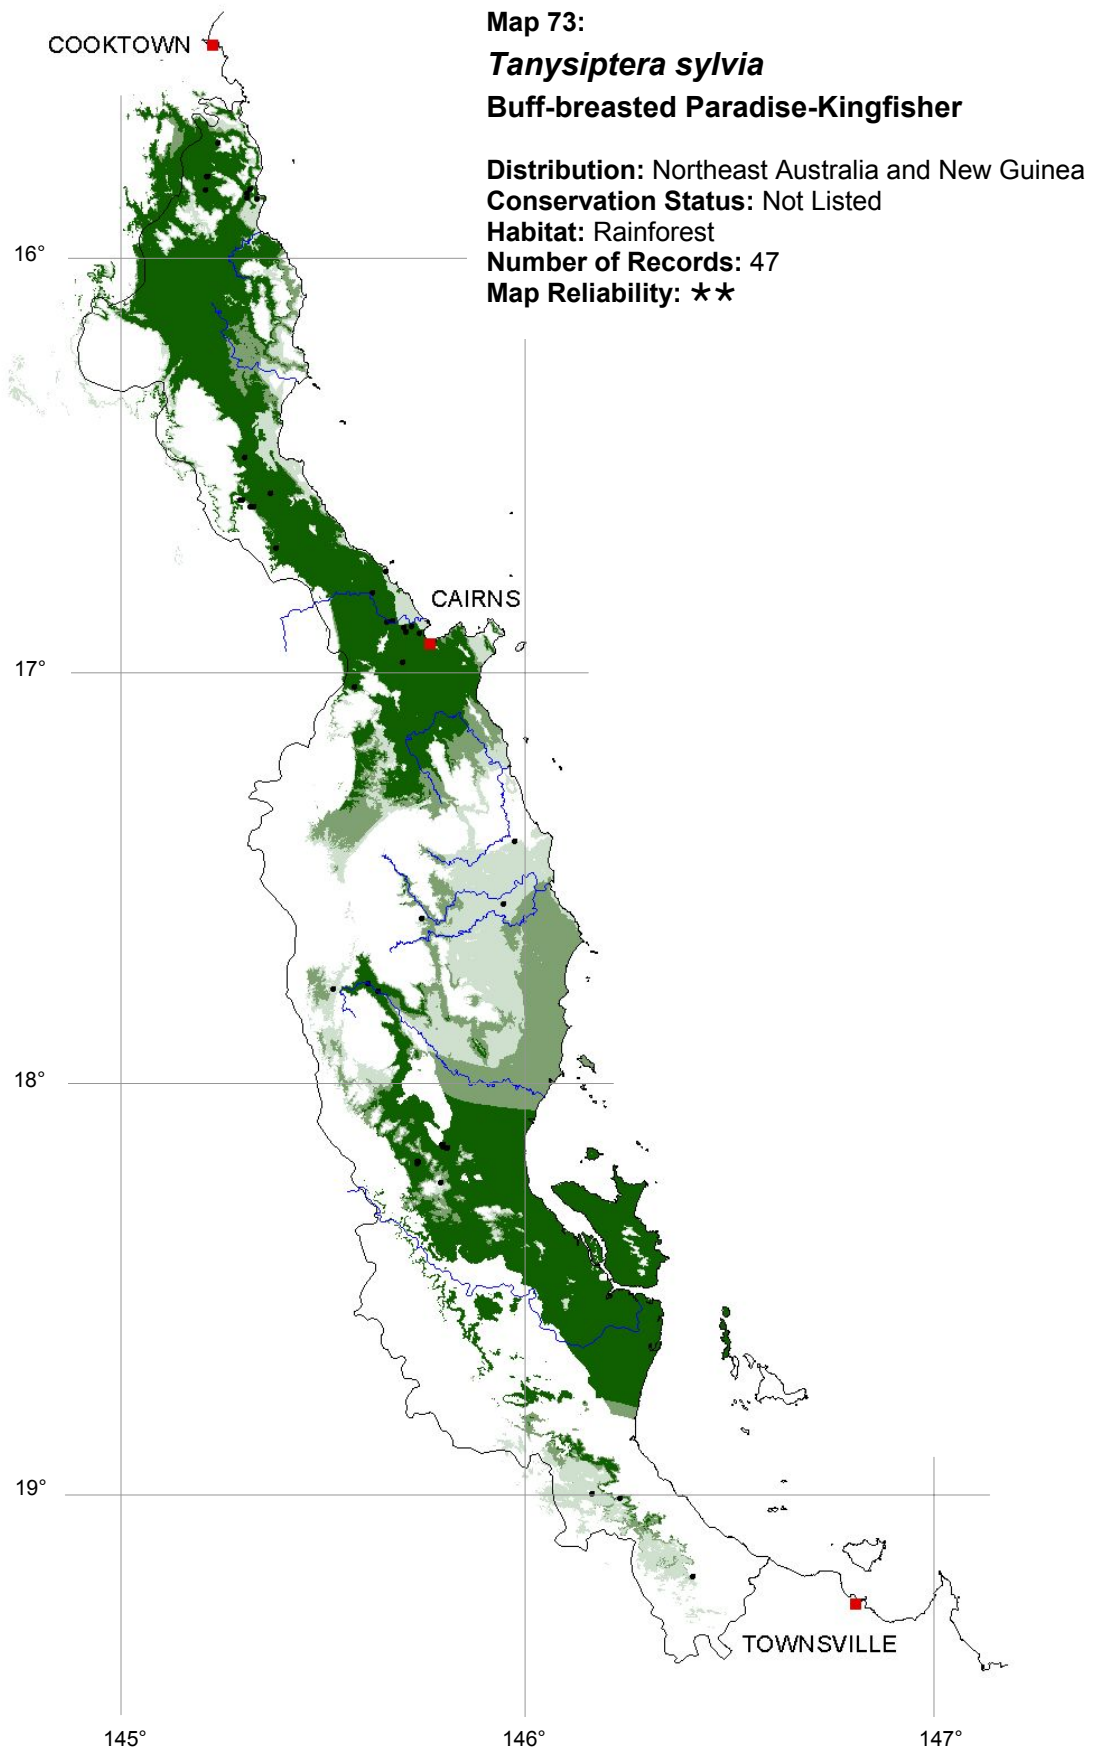 Map 73:
COOKTOWN
Tanysiptera sylvia
Buff-breasted Paradise-Kingfisher
Distribution: Northeast Australia and New Guinea
Conservation Status: Not Listed
Habitat: Rainforest
Number of Records: 47
Map Reliability: **
16°
CAIRNS
17°
18°
19°
TOWNSVILLE
145°
146°
147°